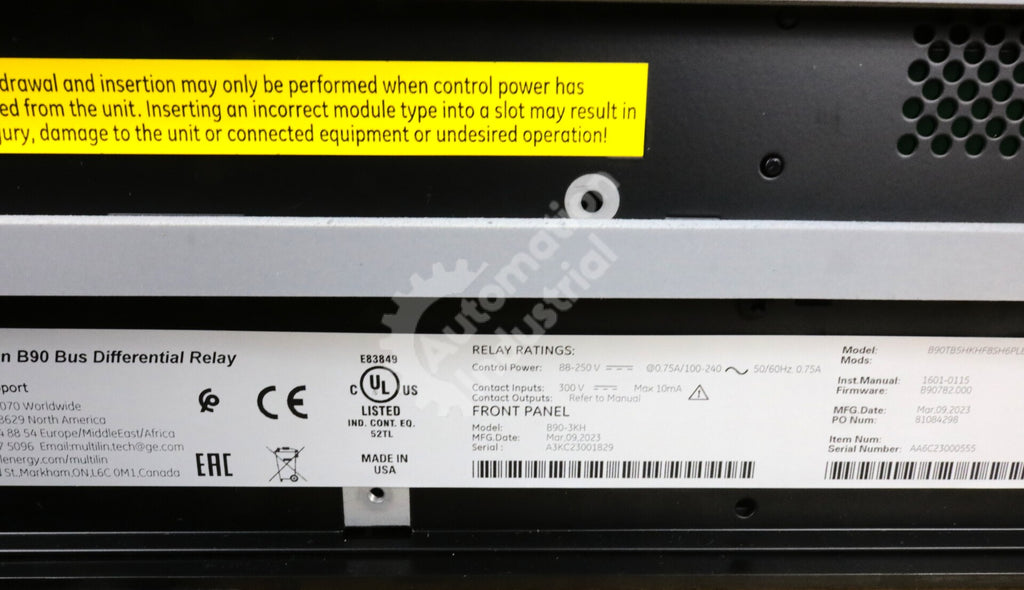 drawal and insertion may only be performed when control power has
ed from the unit. Inserting an incorrect module type into a slot may result in
jury, damage to the unit or connected equipment or undesired operation!
Automation
Industrial
n B90 Bus Differential Relay
port
070 Worldwide
8629 North America
4 88 54 Europe/MiddleEast/Africa
7 5096 Email:multilin.tech@ge.com
lenergy.com/multilin
St.,Markham,ON,L6C 0M1,Canada
CE
EAC
E83849
C UL US
LISTED
IND. CONT. EQ.
52TL
MADE IN
USA
RELAY RATINGS:
Control Power: 88-250 V @0.75A/100-240 50/60Hz, 0.75A
Contact Inputs: 300 V Max 10mA
Contact Outputs: Refer to Manual
FRONT PANEL
Model: B90-3KH
MFG.Date: Mar,09,2023
Serial : A3KC23001829
Model:
Mods:
Inst.Manual: 1601-0115
Firmware: B90782.000
MFG.Date: Mar,09,2023
PO Num: 81084298
Item Num:
Serial Number: AA6C23000555